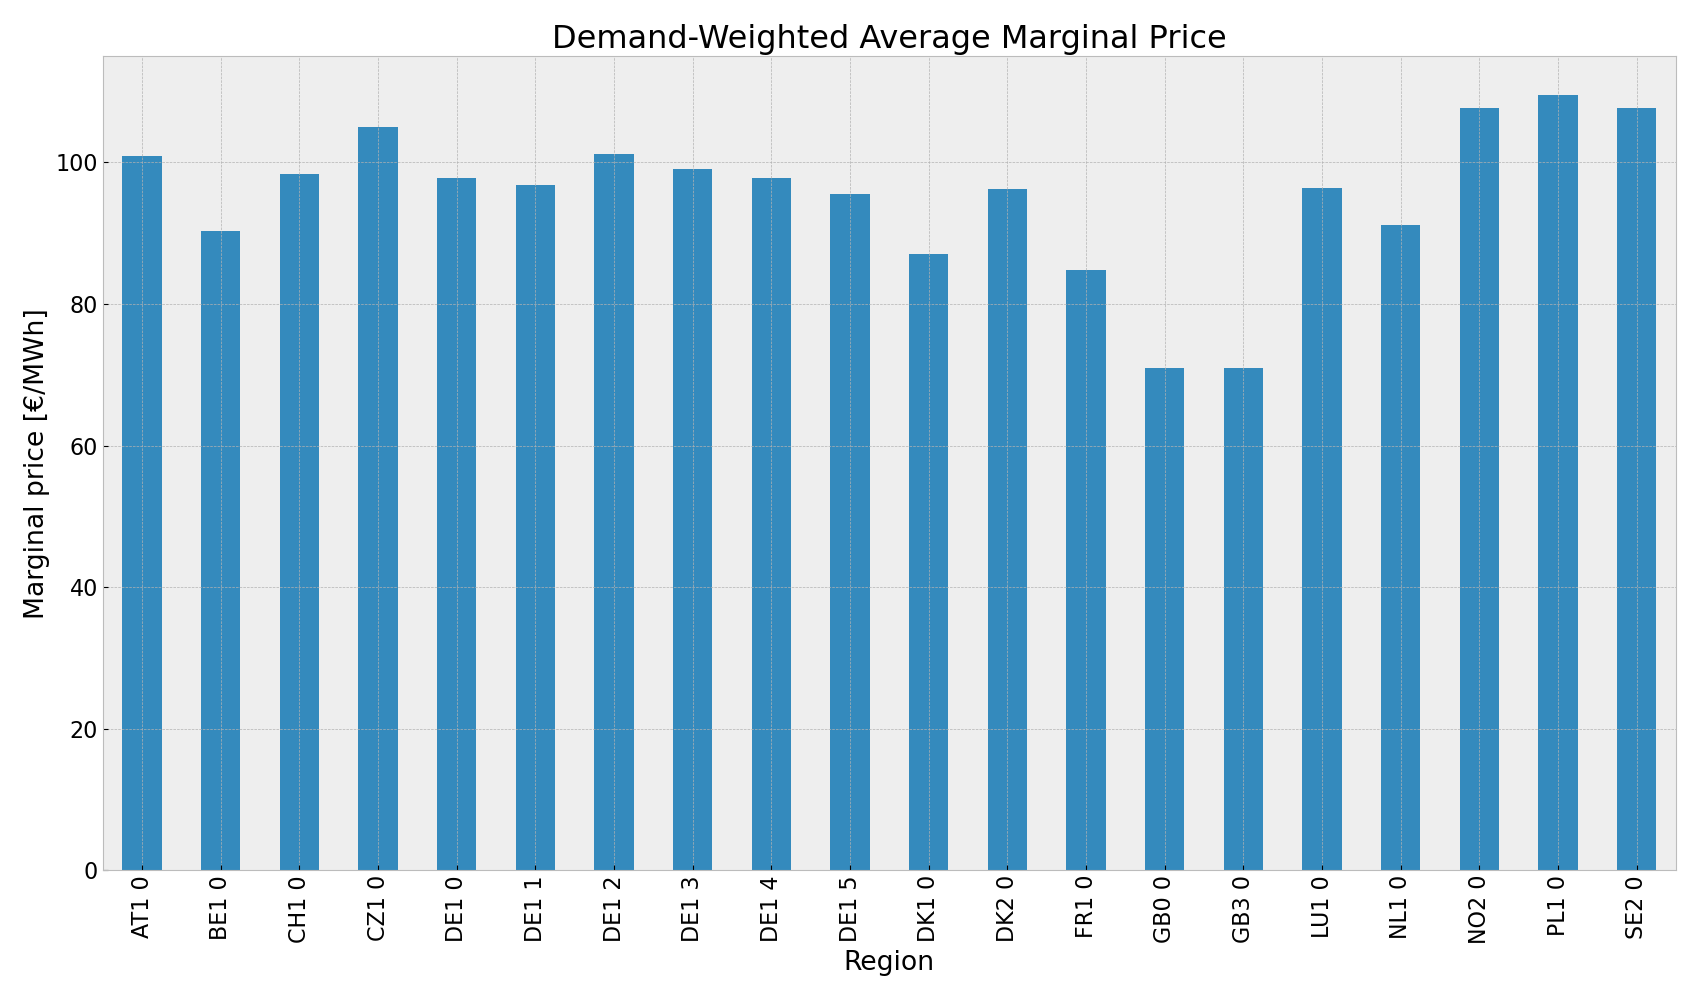 Demand-Weighted Average Marginal Price
Marginal price [€/MWh]
100
80
60
40
20
0
AT1 0
BE1 0
CH1 0
CZ1 0
DE1 0
DE1 1
DE1 2
DE1 3
DE1 4
DE1 5
DK1 0
DK2 0
FR1 0
GB0 0
GB3 0
LU1 0
NL1 0
NO2 0
PL1 0
SE2 0
Region